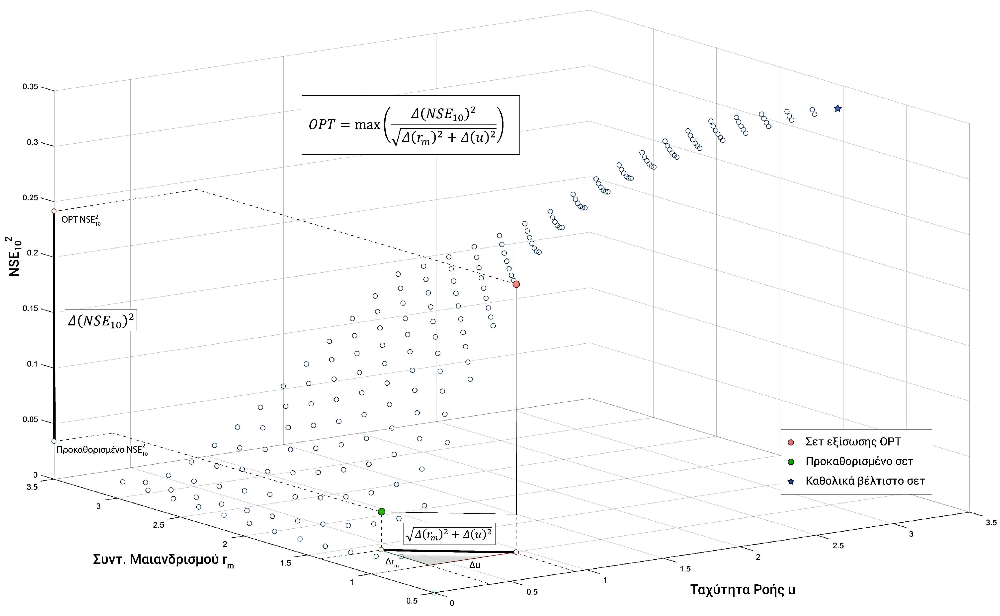 OPT = max(Δ(NSE₁₀)² / √(Δ(rₘ)² + Δ(u)²))
0.35
0.3
0.25
0.2
0.15
0.1
0.05
0
NSE₁₀²
OPT NSE²₁₀
Δ(NSE₁₀)²
Προκαθορισμένο NSE²₁₀
Σετ εξίσωσης OPT
Προκαθορισμένο σετ
Καθολικά βέλτιστο σετ
√(Δ(rₘ)² + Δ(u)²)
Δrₘ
Δu
3.5
3
2.5
2
1.5
1
0.5
Συντ. Μαιανδρισμού rₘ
0
0.5
1
1.5
2
2.5
3
3.5
Ταχύτητα Ροής u